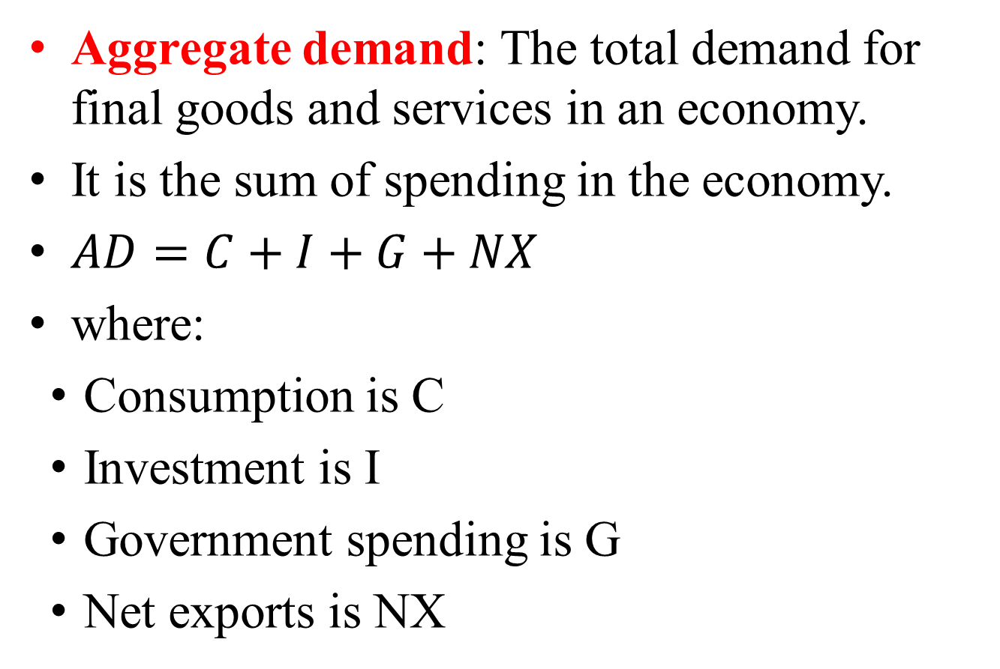 • Aggregate demand: The total demand for
final goods and services in an economy.
• It is the sum of spending in the economy.
• AD = C + I + G + NX
• where:
• Consumption is C
• Investment is I
• Government spending is G
• Net exports is NX